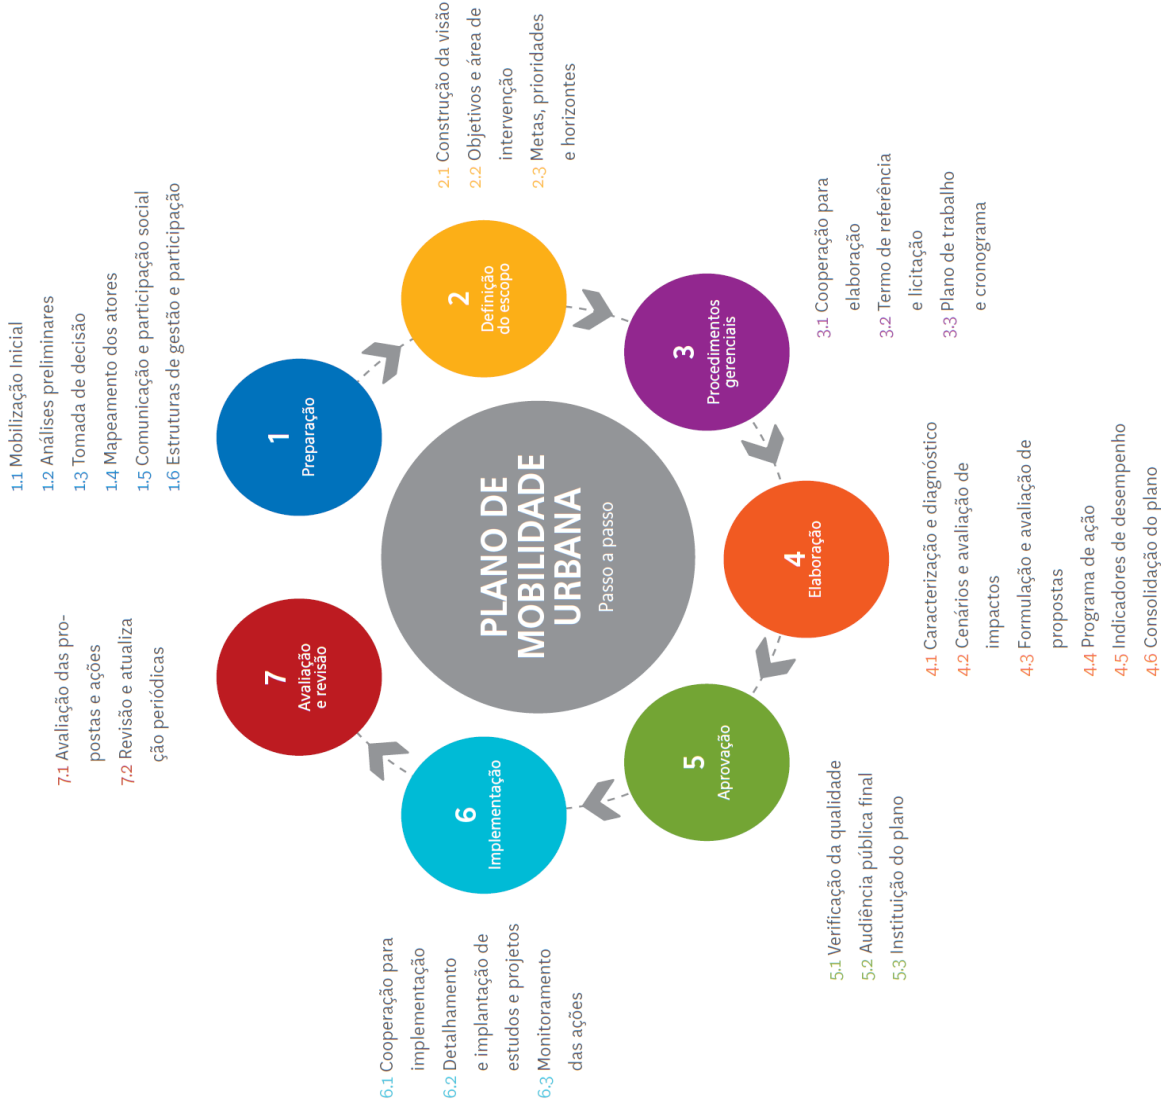 PLANO DE
MOBILIDADE
URBANA
Passo a passo
1
Preparação
1.1 Mobilização Inicial
1.2 Análises preliminares
1.3 Tomada de decisão
1.4 Mapeamento dos atores
1.5 Comunicação e participação social
1.6 Estruturas de gestão e participação
2
Definição
do escopo
2.1 Construção da visão
2.2 Objetivos e área de
intervenção
2.3 Metas, prioridades
e horizontes
3
Procedimentos
gerenciais
3.1 Cooperação para
elaboração
3.2 Termo de referência
e licitação
3.3 Plano de trabalho
e cronograma
4
Elaboração
4.1 Caracterização e diagnóstico
4.2 Cenários e avaliação de
impactos
4.3 Formulação e avaliação de
propostas
4.4 Programa de ação
4.5 Indicadores de desempenho
4.6 Consolidação do plano
5
Aprovação
5.1 Verificação da qualidade
5.2 Audiência pública final
5.3 Instituição do plano
6
Implementação
6.1 Cooperação para
implementação
6.2 Detalhamento
e implantação de
estudos e projetos
6.3 Monitoramento
das ações
7
Avaliação
e revisão
7.1 Avaliação das pro-
postas e ações
7.2 Revisão e atualiza
ção periódicas